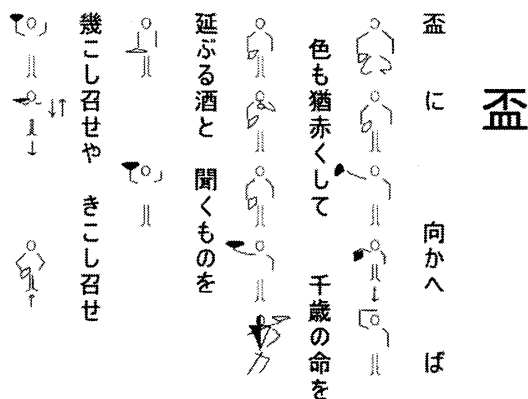 盃
盃に 向かへば
色も猶赤くして 千歳の命を
延ぶる酒と 聞くものを
幾こし召せや きこし召せ